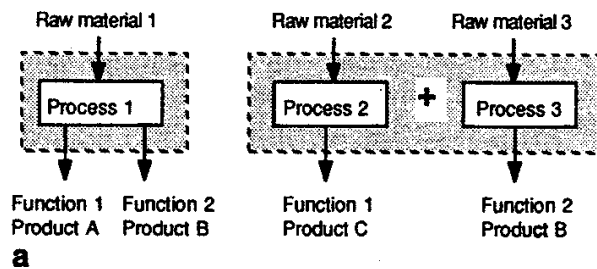 Raw material 1
Raw material 2
Raw material 3
Process 1
Process 2
+
Process 3
Function 1
Product A
Function 2
Product B
Function 1
Product C
Function 2
Product B
a